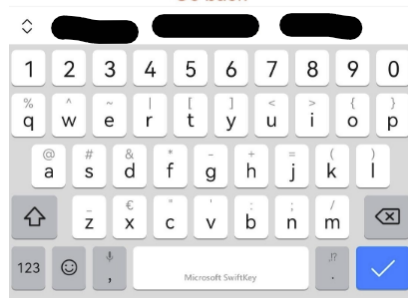 1 2 3 4 5 6 7 8 9 0
% ^ ~ | [ ] < > { }
q w e r t y u i o p
@ # & * - + = ( )
a s d f g h j k l
_ € " ' : ; /
z x c v b n m
123 , Microsoft SwiftKey ,!? .